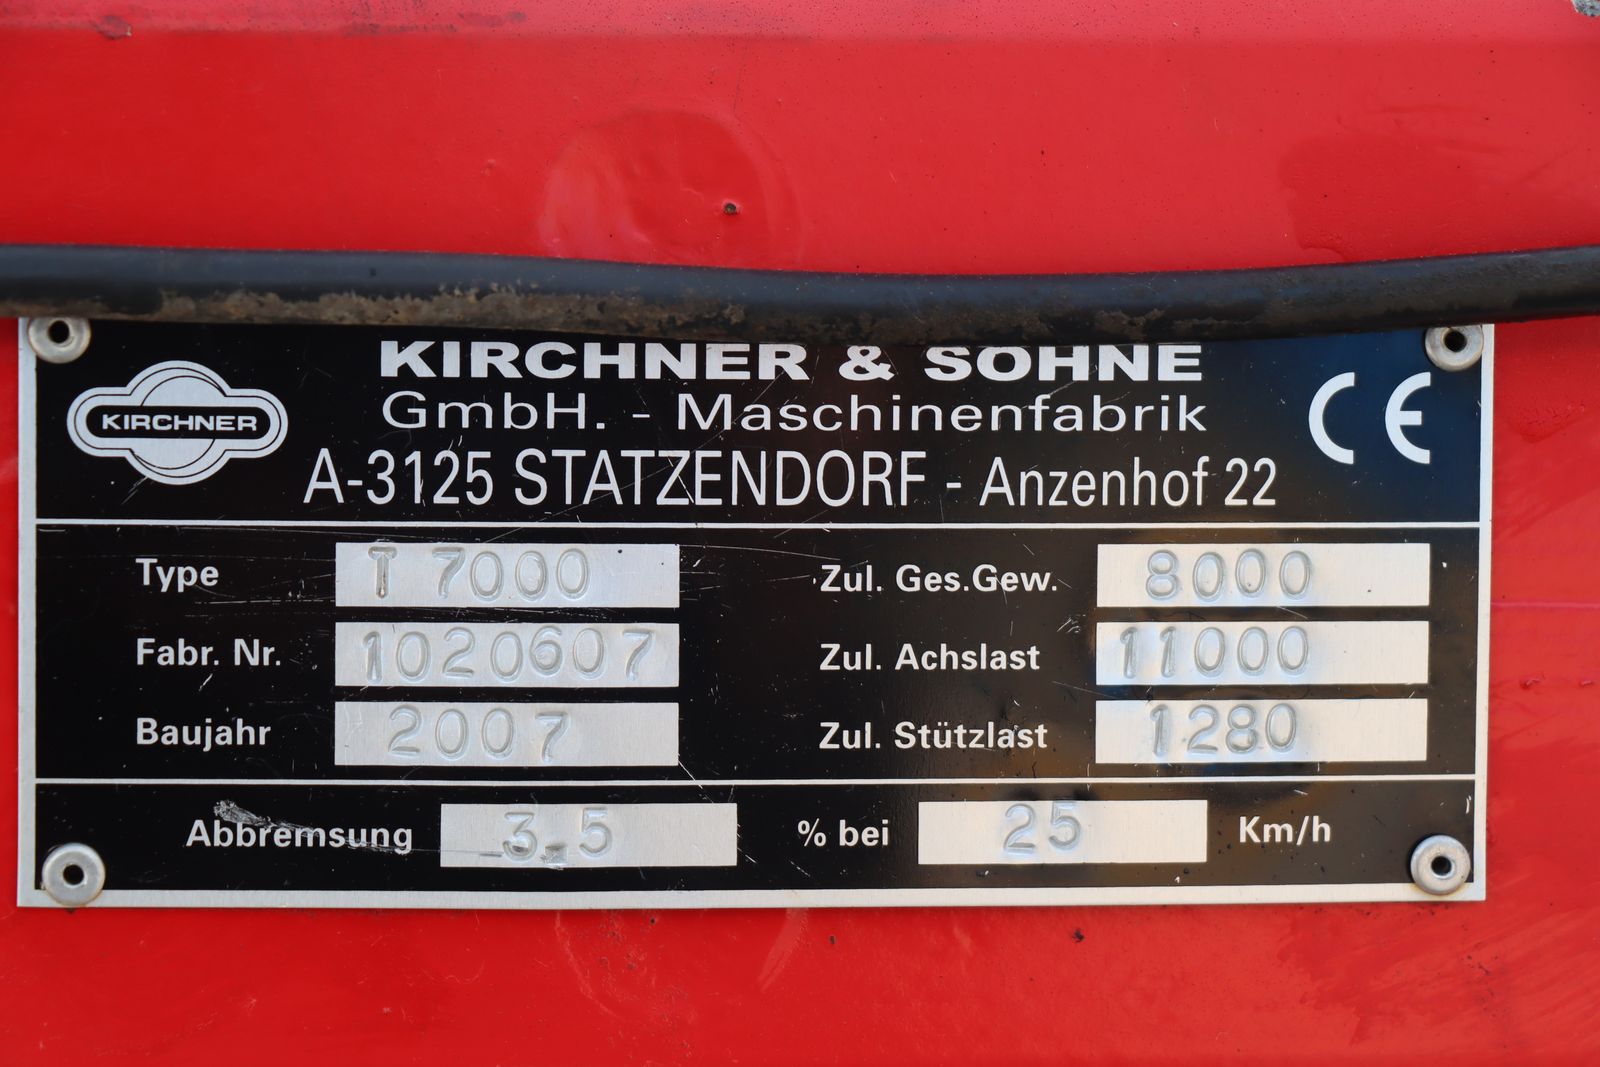 KIRCHNER & SÖHNE
KIRCHNER
GmbH. - Maschinenfabrik
CE
A-3125 STATZENDORF - Anzenhof 22
Type T 7000 Zul. Ges.Gew. 8000
Fabr. Nr. 1020607 Zul. Achslast 11000
Baujahr 2007 Zul. Stützlast 1280
Abbremsung 3.5 % bei 25 Km/h